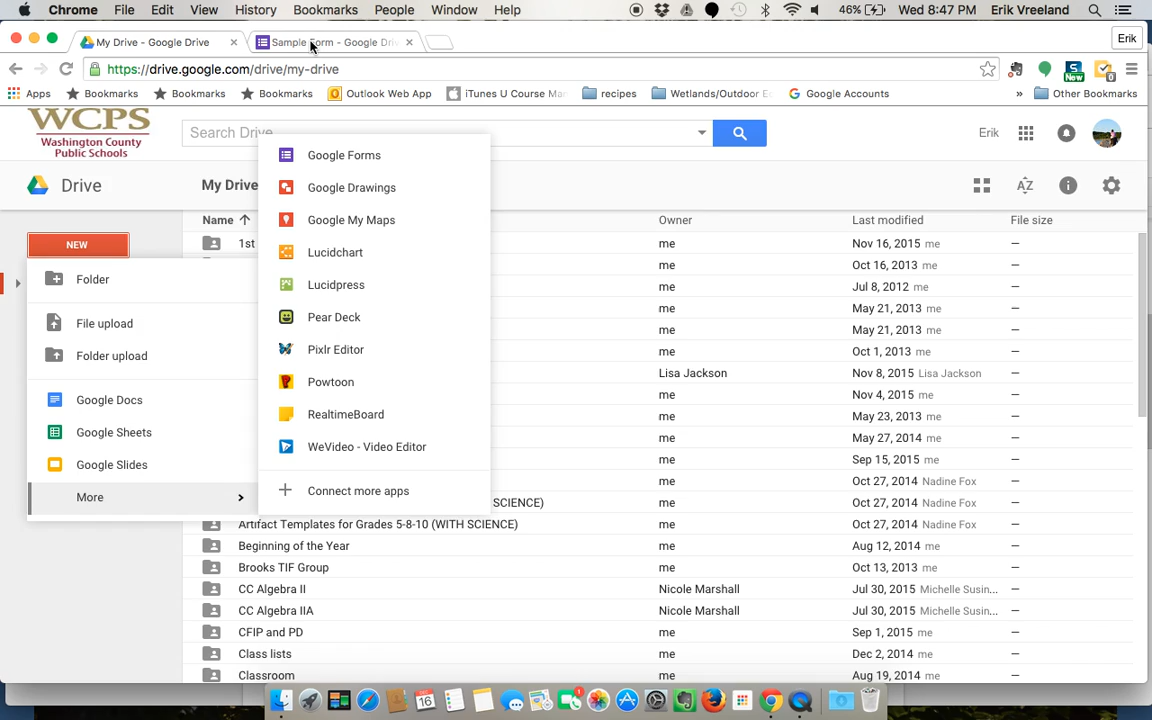 Chrome File Edit View History Bookmarks People Window Help 46% Wed 8:47 PM Erik Vreeland
My Drive - Google Drive Sample Form - Google Driv Erik
https://drive.google.com/drive/my-drive New
Apps Bookmarks Bookmarks Bookmarks Outlook Web App iTunes U Course Ma recipes Wetlands/Outdoor E Google Accounts » Other Bookmarks
WCPS
Washington County
Public Schools
Search Drive
Erik
Drive
My Drive
Name Owner Last modified File size
NEW
Folder
File upload
Folder upload
Google Docs
Google Sheets
Google Slides
More
Google Forms
Google Drawings
Google My Maps
Lucidchart
Lucidpress
Pear Deck
Pixlr Editor
Powtoon
RealtimeBoard
WeVideo - Video Editor
Connect more apps
1st me Nov 16, 2015 me —
me Oct 16, 2013 me —
me Jul 8, 2012 me —
me May 21, 2013 me —
me May 21, 2013 me —
me Oct 1, 2013 me —
Lisa Jackson Nov 8, 2015 Lisa Jackson —
me Nov 4, 2015 me —
me May 23, 2013 me —
me May 27, 2014 me —
me Sep 15, 2015 me —
me Oct 27, 2014 Nadine Fox —
SCIENCE) me Oct 27, 2014 Nadine Fox —
Artifact Templates for Grades 5-8-10 (WITH SCIENCE) me Oct 27, 2014 Nadine Fox —
Beginning of the Year me Aug 12, 2014 me —
Brooks TIF Group me Oct 13, 2013 me —
CC Algebra II Nicole Marshall Jul 30, 2015 Michelle Susin... —
CC Algebra IIA Nicole Marshall Jul 30, 2015 Michelle Susin... —
CFIP and PD me Sep 1, 2015 me —
Class lists me Dec 2, 2014 me —
Classroom me Aug 19, 2014 me —